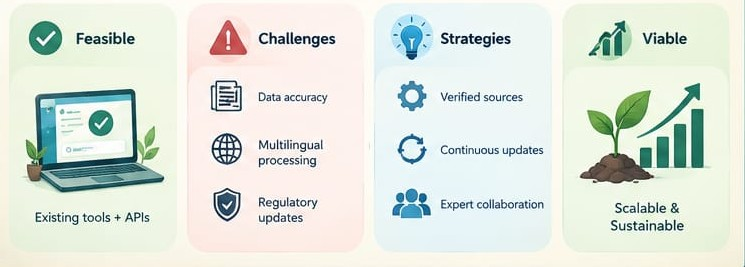 Feasible
Existing tools + APIs
Challenges
Data accuracy
Multilingual
processing
Regulatory
updates
Strategies
Verified sources
Continuous updates
Expert collaboration
Viable
Scalable &
Sustainable